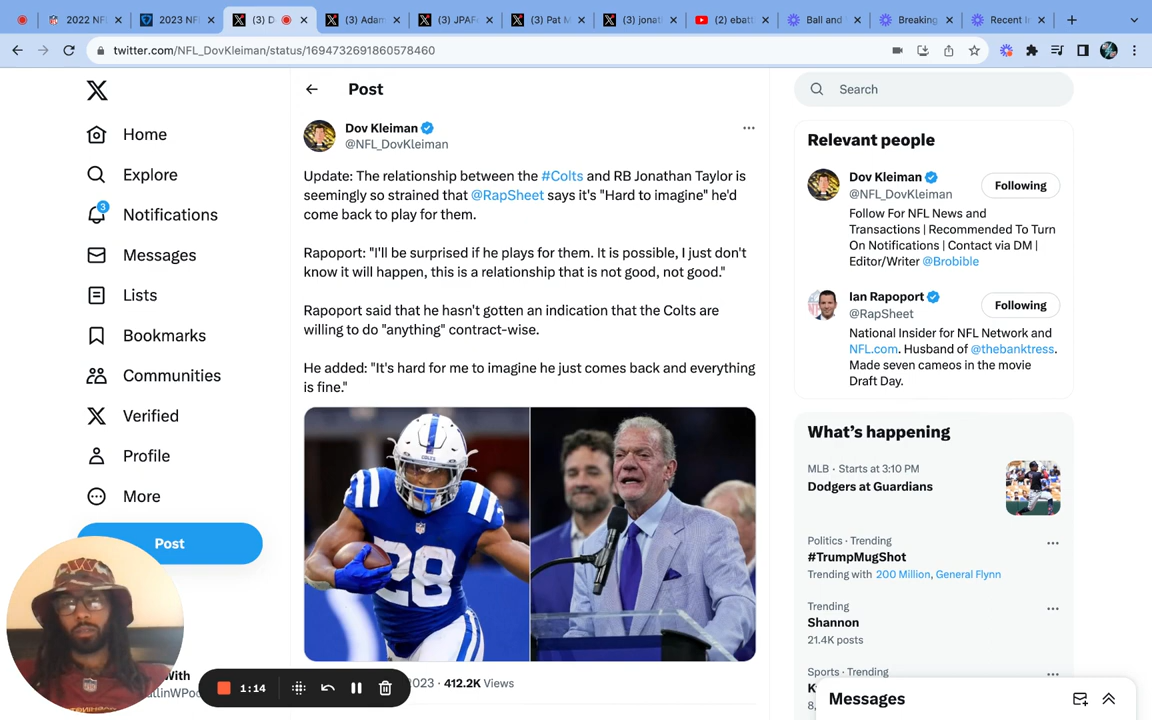 2022 NF
2023 NF
(3) D
(3) Adam
(3) JPAF
(3) Pat M
(3) jonat
(2) ebatt
Ball and
Breaking
Recent I
twitter.com/NFL_DovKleiman/status/1694732691860578460
Home
Explore
3
Notifications
Messages
Lists
Bookmarks
Communities
Verified
Profile
More
Post
With
allinWPod
1:14
Post
Dov Kleiman
@NFL_DovKleiman
Update: The relationship between the #Colts and RB Jonathan Taylor is
seemingly so strained that @RapSheet says it's "Hard to imagine" he'd
come back to play for them.
Rapoport: "I'll be surprised if he plays for them. It is possible, I just don't
know it will happen, this is a relationship that is not good, not good."
Rapoport said that he hasn't gotten an indication that the Colts are
willing to do "anything" contract-wise.
He added: "It's hard for me to imagine he just comes back and everything
is fine."
COLTS
28
2023 · 412.2K Views
Search
Relevant people
Dov Kleiman
@NFL_DovKleiman
Following
Follow For NFL News and
Transactions | Recommended To Turn
On Notifications | Contact via DM |
Editor/Writer @Brobible
Ian Rapoport
@RapSheet
Following
National Insider for NFL Network and
NFL.com. Husband of @thebanktress.
Made seven cameos in the movie
Draft Day.
What's happening
MLB · Starts at 3:10 PM
Dodgers at Guardians
Politics · Trending
#TrumpMugShot
Trending with 200 Million, General Flynn
Trending
Shannon
21.4K posts
Sports · Trending
Messages